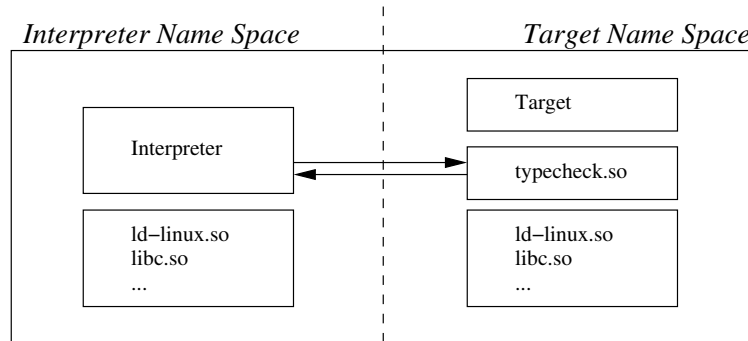 Interpreter Name Space
Target Name Space
Interpreter
ld−linux.so
libc.so
...
Target
typecheck.so
ld−linux.so
libc.so
...